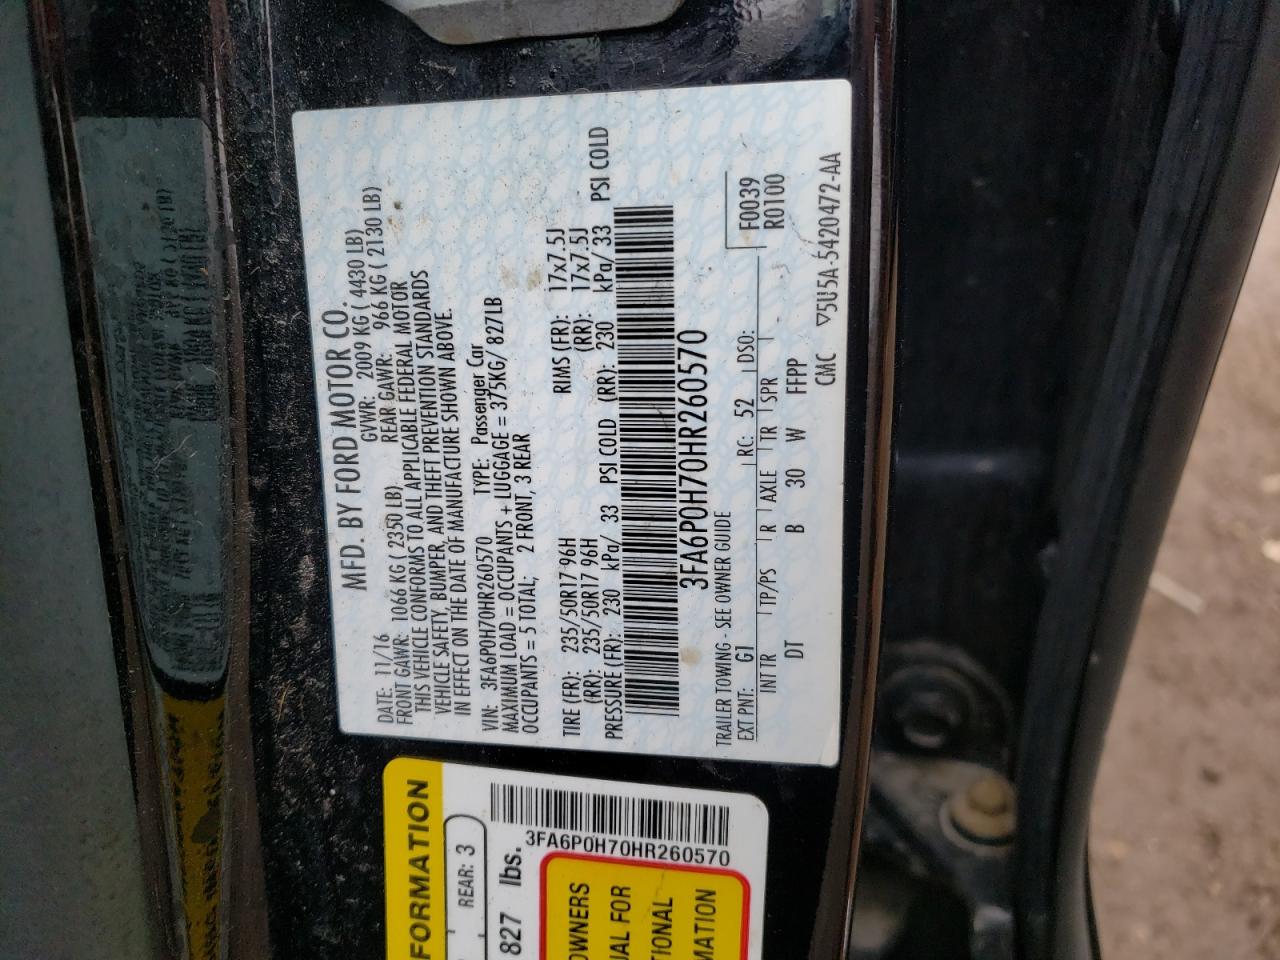 MFD. BY FORD MOTOR CO.
DATE: 11/16 GVWR: 2009 KG ( 4430 LB)
FRONT GAWR: 1066 KG ( 2350 LB) REAR GAWR: 966 KG ( 2130 LB)
THIS VEHICLE CONFORMS TO ALL APPLICABLE FEDERAL MOTOR
VEHICLE SAFETY, BUMPER, AND THEFT PREVENTION STANDARDS
IN EFFECT ON THE DATE OF MANUFACTURE SHOWN ABOVE.
VIN: 3FA6P0H70HR260570 TYPE: Passenger Car
MAXIMUM LOAD = OCCUPANTS + LUGGAGE = 375KG/ 827LB
OCCUPANTS = 5 TOTAL; 2 FRONT, 3 REAR
TIRE (FR): 235/50R17 96H RIMS (FR): 17x7.5J
(RR): 235/50R17 96H (RR): 17x7.5J
PRESSURE (FR): 230 kPa/ 33 PSI COLD (RR): 230 kPa/ 33 PSI COLD
3FA6P0H70HR260570
TRAILER TOWING - SEE OWNER GUIDE
EXT PNT: G1 RC: 52 DSO: F0039
R0100
INT TR TP/PS R AXLE TR SPR
DT B 30 W FFPP
CMC ▽5U5A-5420472-AA
FORMATION
REAR: 3
827 lbs.
3FA6P0H70HR260570
OWNERS
UAL FOR
TIONAL
MATION